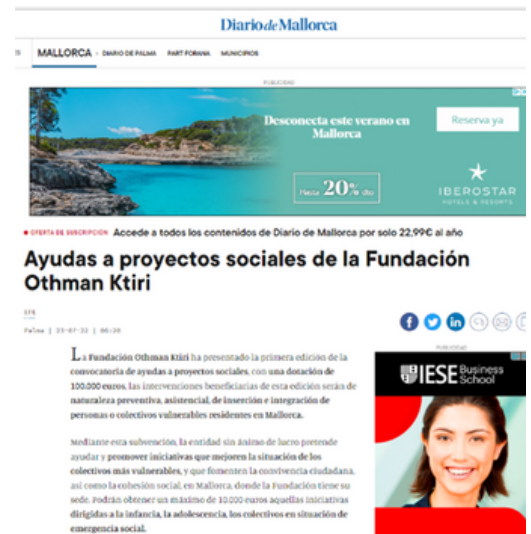 Diario de Mallorca
MALLORCA DIARIO DE PALMA PART FORANA MUNICIPIOS
PUBLICIDAD
Desconecta este verano en
Mallorca
Reserva ya
Hasta 20% dto
IBEROSTAR
HOTELS & RESORTS
OFERTA DE SUSCRIPCIÓN Accede a todos los contenidos de Diario de Mallorca por solo 22,99€ al año
Ayudas a proyectos sociales de la Fundación
Othman Ktiri
EFE
Palma | 23·07·22 | 06:30
PUBLICIDAD
La Fundación Othman Ktiri ha presentado la primera edición de la
convocatoria de ayudas a proyectos sociales, con una dotación de
100.000 euros, las intervenciones beneficiarias de esta edición serán de
naturaleza preventiva, asistencial, de inserción e integración de
personas o colectivos vulnerables residentes en Mallorca.
Mediante esta subvención, la entidad sin ánimo de lucro pretende
ayudar y promover iniciativas que mejoren la situación de los
colectivos más vulnerables, y que fomenten la convivencia ciudadana,
así como la cohesión social, en Mallorca, donde la Fundación tiene su
sede. Podrán obtener un máximo de 10.000 euros aquellas iniciativas
dirigidas a la infancia, la adolescencia, los colectivos en situación de
emergencia social.
IESE Business
School